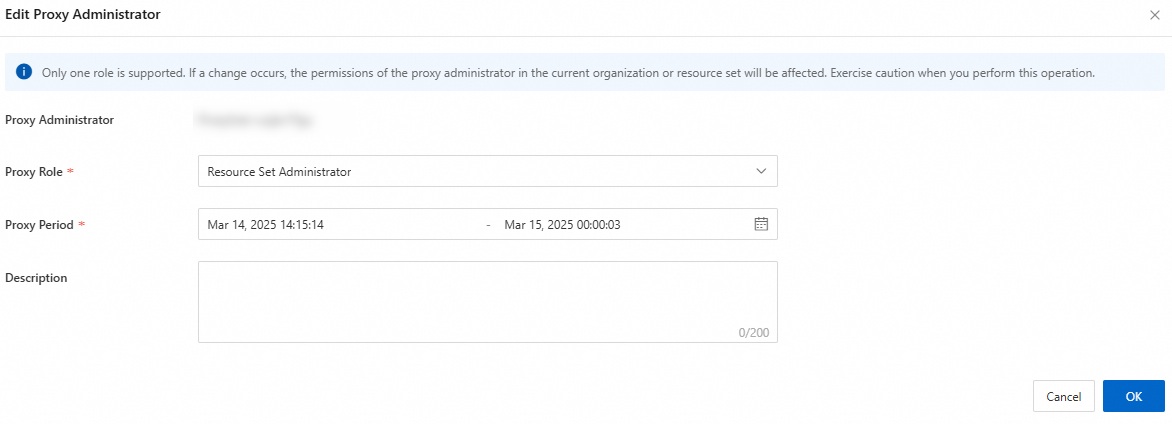 Edit Proxy Administrator
Only one role is supported. If a change occurs, the permissions of the proxy administrator in the current organization or resource set will be affected. Exercise caution when you perform this operation.
Proxy Administrator
Proxy Role *
Resource Set Administrator
Proxy Period *
Mar 14, 2025 14:15:14 - Mar 15, 2025 00:00:03
Description
0/200
Cancel
OK